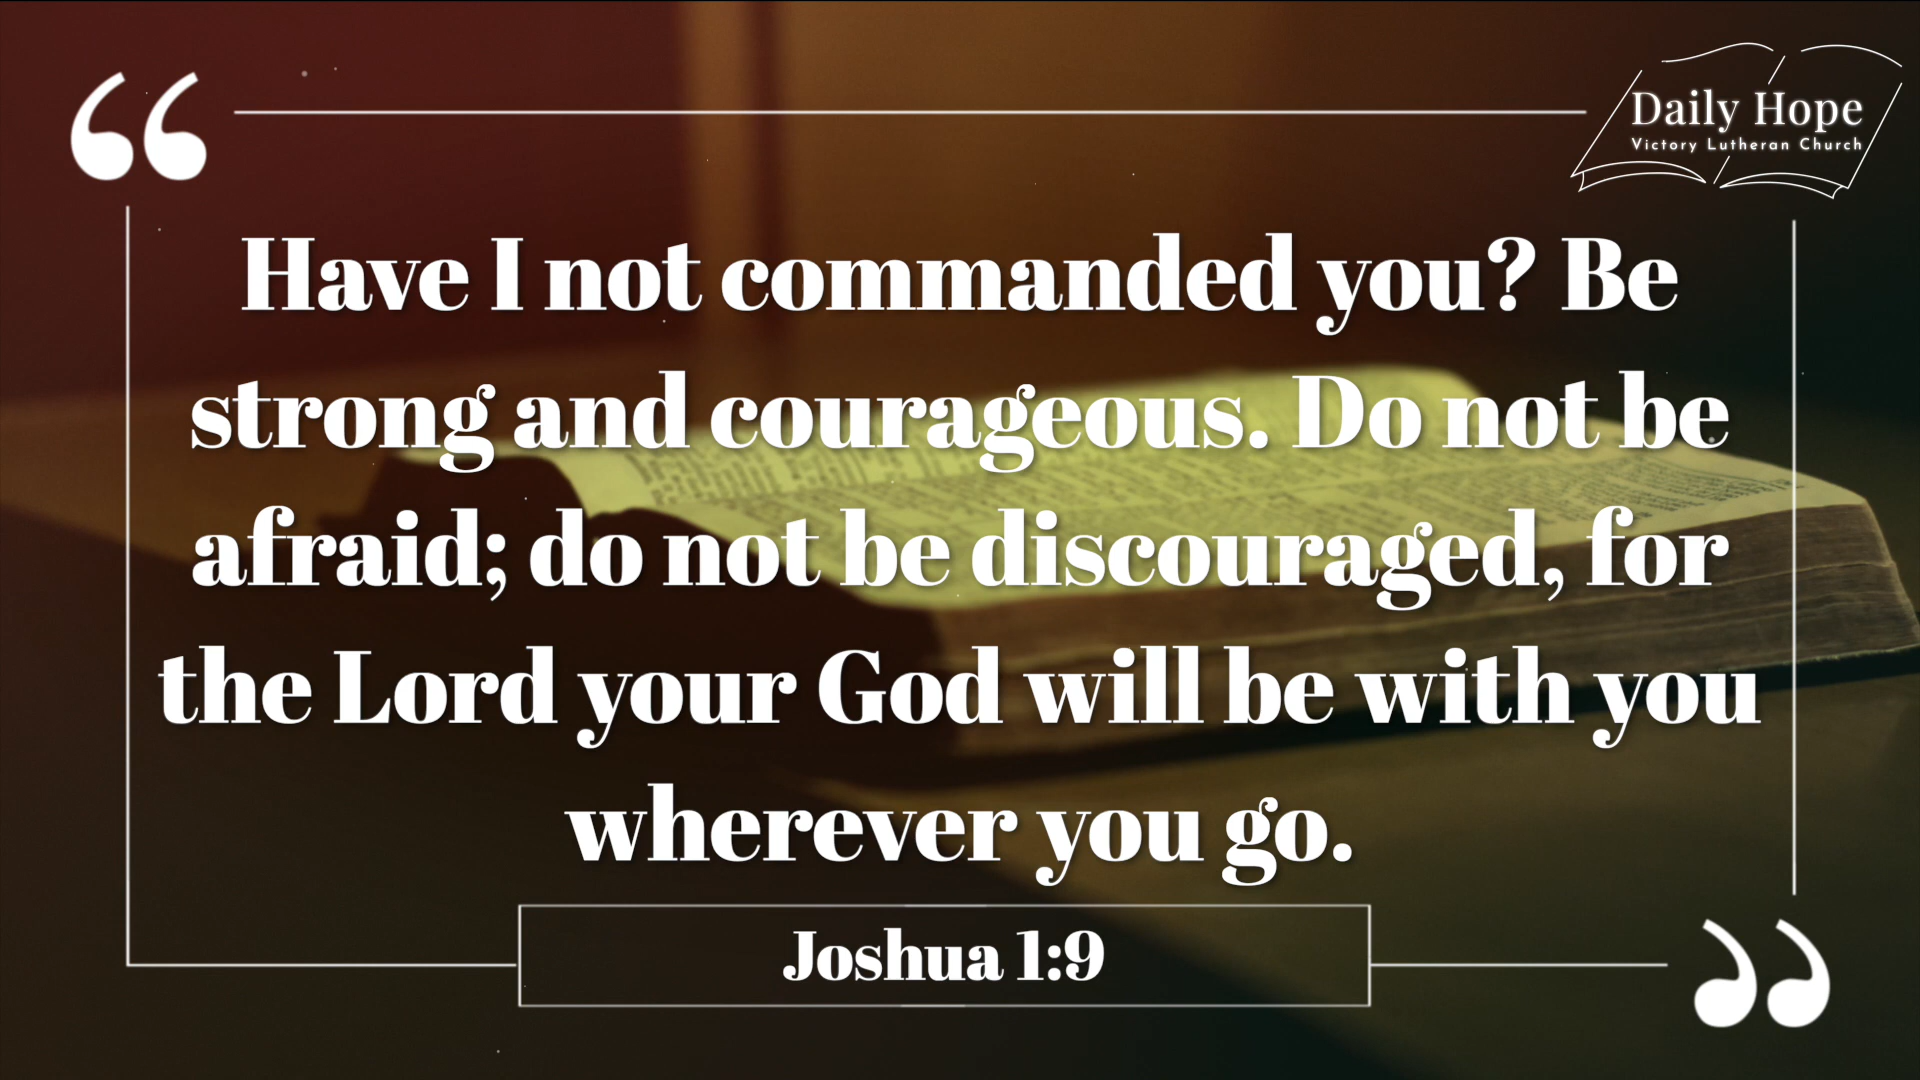 Daily Hope
Victory Lutheran Church
“
Have I not commanded you? Be
strong and courageous. Do not be
afraid; do not be discouraged, for
the Lord your God will be with you
wherever you go.
Joshua 1:9
”